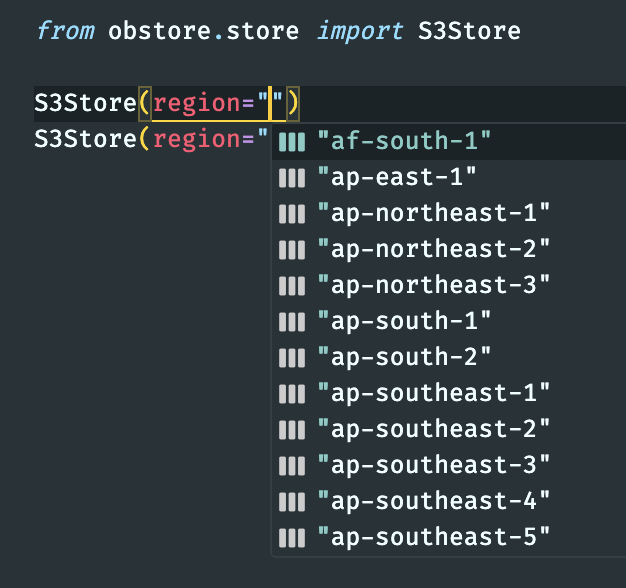 from obstore.store import S3Store
S3Store(region="")
S3Store(region="
"af-south-1"
"ap-east-1"
"ap-northeast-1"
"ap-northeast-2"
"ap-northeast-3"
"ap-south-1"
"ap-south-2"
"ap-southeast-1"
"ap-southeast-2"
"ap-southeast-3"
"ap-southeast-4"
"ap-southeast-5"